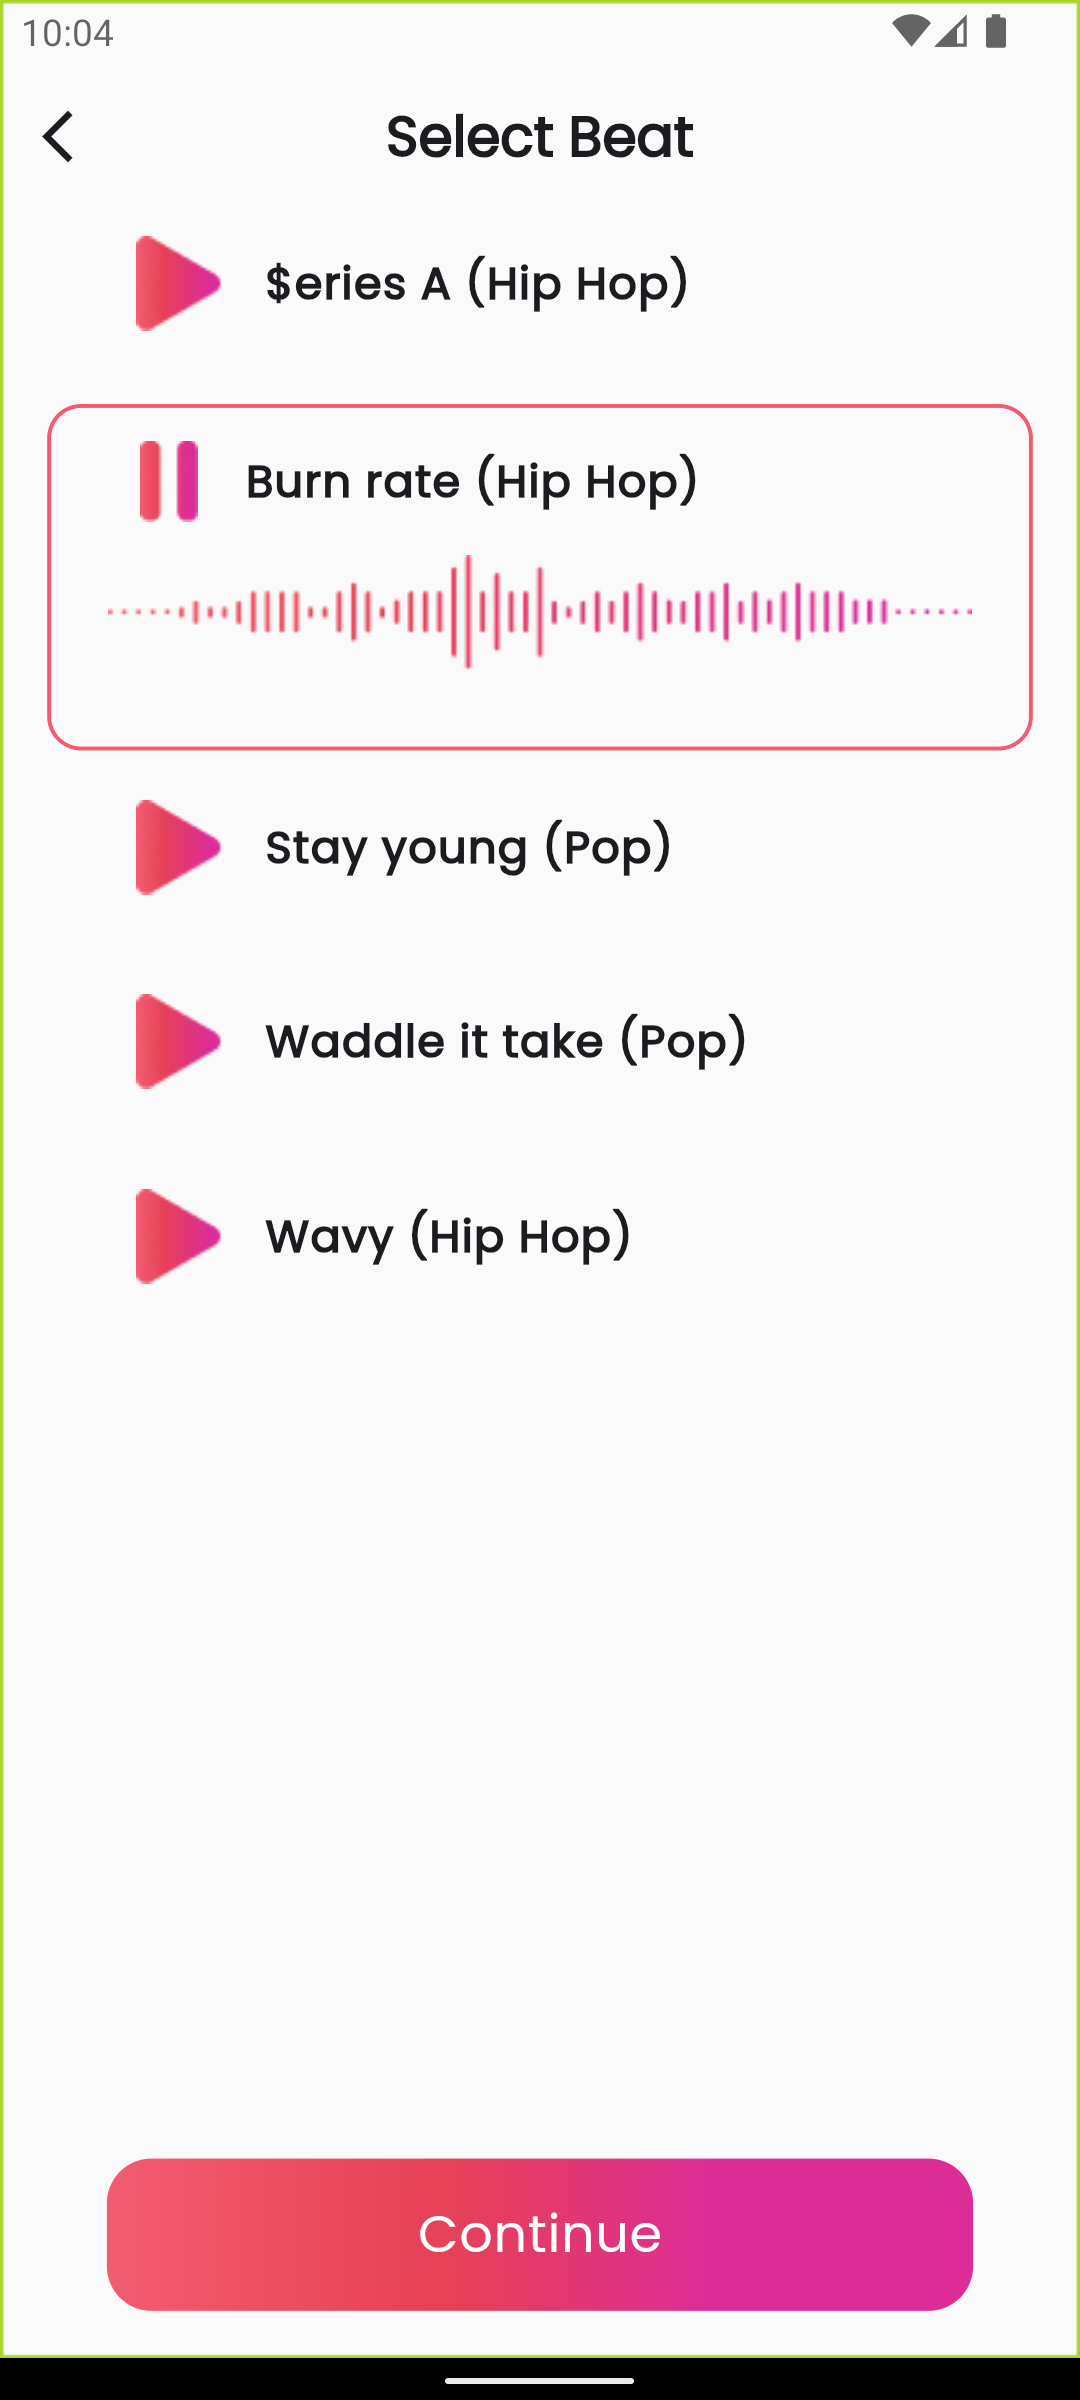 10:04
Select Beat
$eries A (Hip Hop)
Burn rate (Hip Hop)
Stay young (Pop)
Waddle it take (Pop)
Wavy (Hip Hop)
Continue